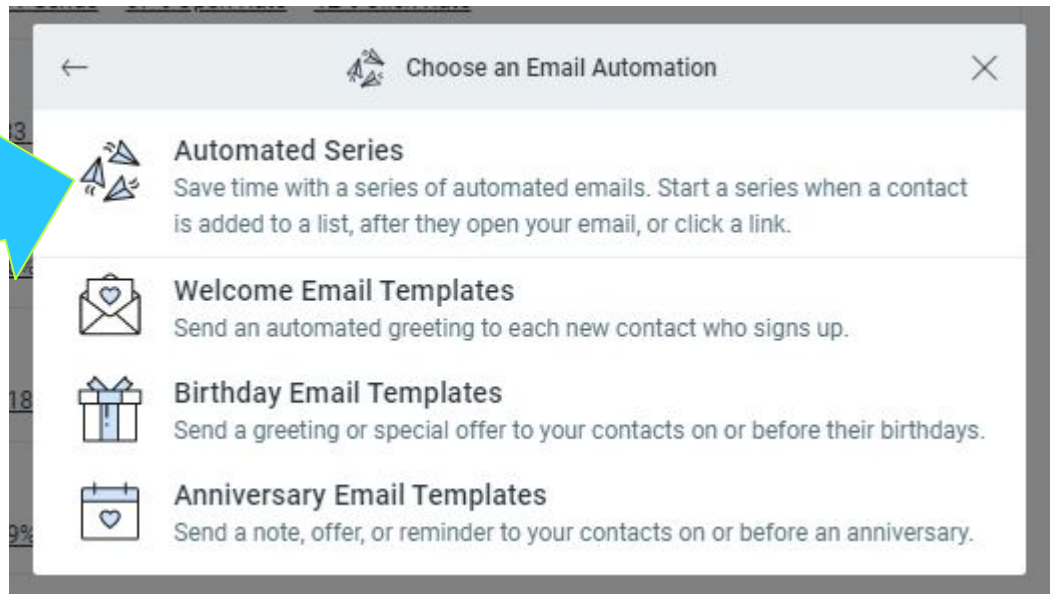 Choose an Email Automation
Automated Series
Save time with a series of automated emails. Start a series when a contact
is added to a list, after they open your email, or click a link.
Welcome Email Templates
Send an automated greeting to each new contact who signs up.
Birthday Email Templates
Send a greeting or special offer to your contacts on or before their birthdays.
Anniversary Email Templates
Send a note, offer, or reminder to your contacts on or before an anniversary.
33
18
9%